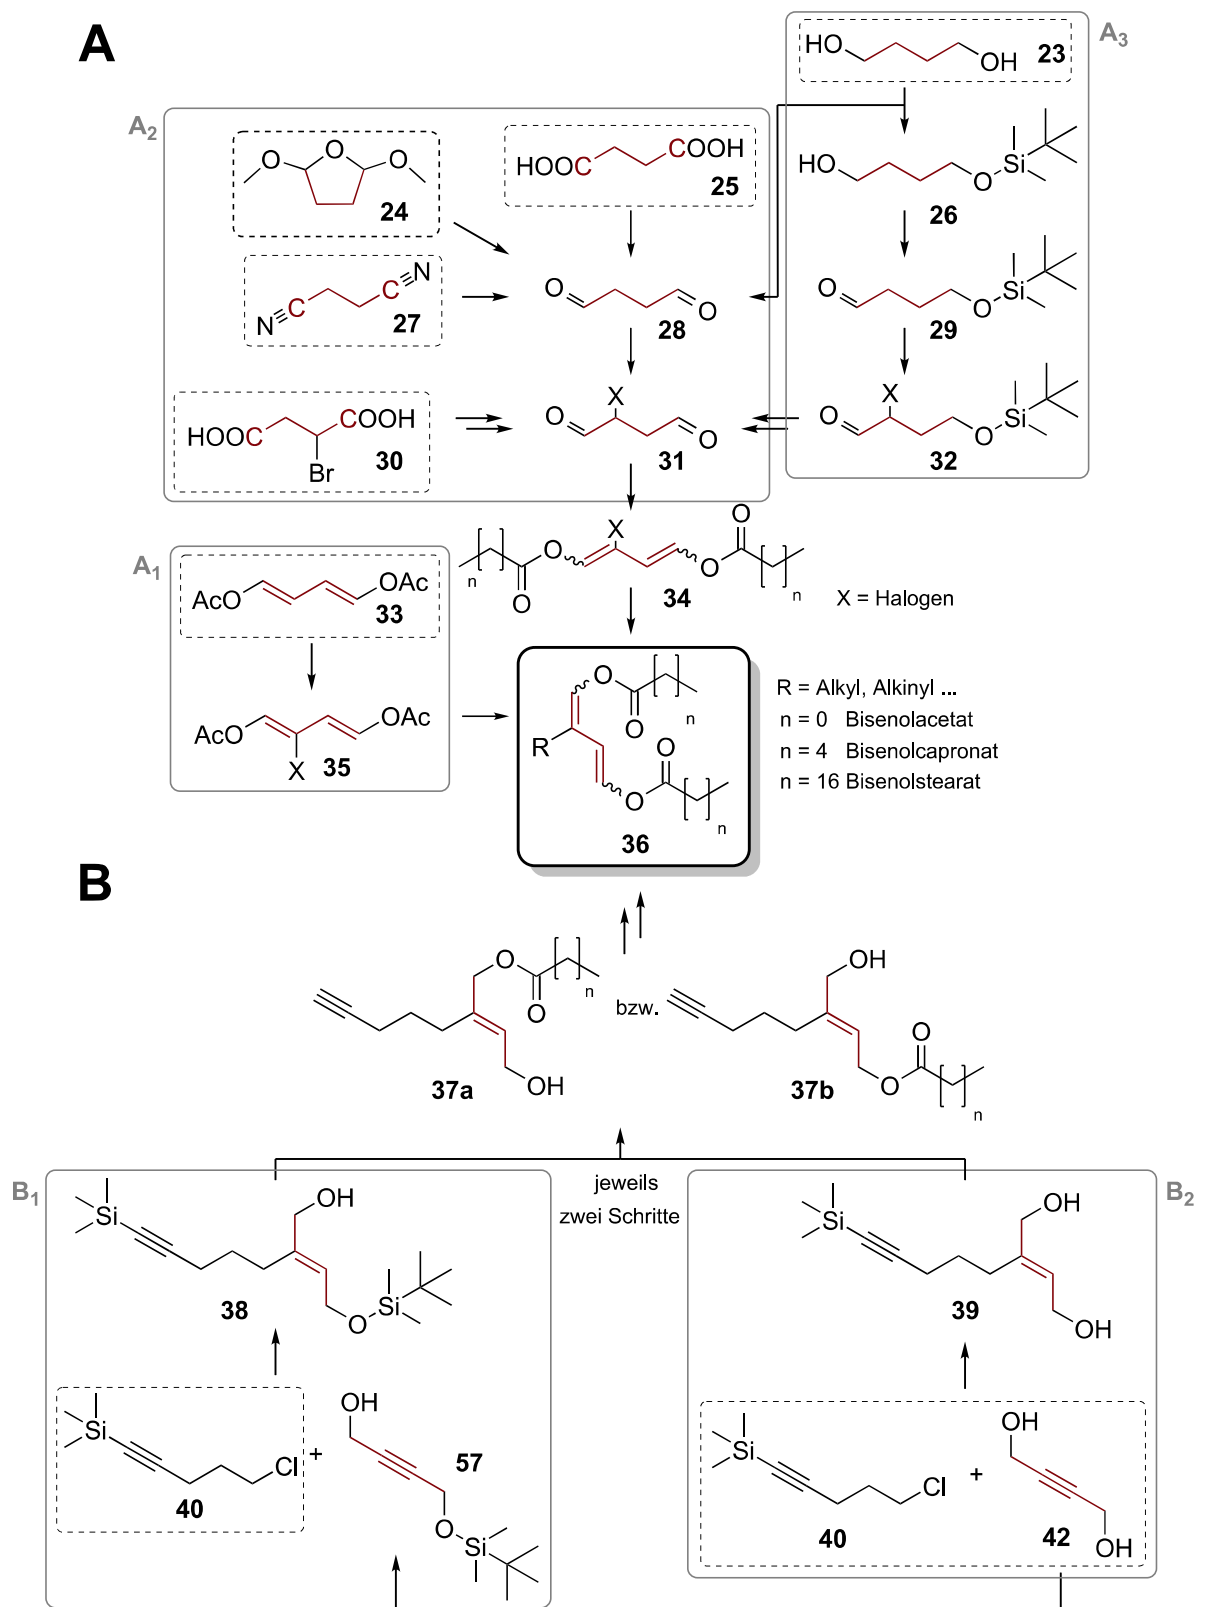 A
A3
HO
OH
23
A2
O
O
O
24
HOOC
COOH
25
HO
O
Si
26
N
C
C
N
27
O
O
28
O
O
Si
29
HOOC
COOH
Br
30
X
O
O
31
X
O
O
Si
32
A1
AcO
OAc
33
n
O
O
X
O
O
n
34
X = Halogen
AcO
OAc
X
35
O
O
n
R
O
O
n
36
R = Alkyl, Alkinyl ...
n = 0 Bisenolacetat
n = 4 Bisenolcapronat
n = 16 Bisenolstearat
B
O
O
n
OH
37a
bzw.
OH
O
O
n
37b
B1
jeweils
zwei Schritte
B2
Si
OH
O
Si
38
Si
OH
OH
39
Si
Cl
40
+
OH
57
O
Si
Si
Cl
40
+
OH
42
OH